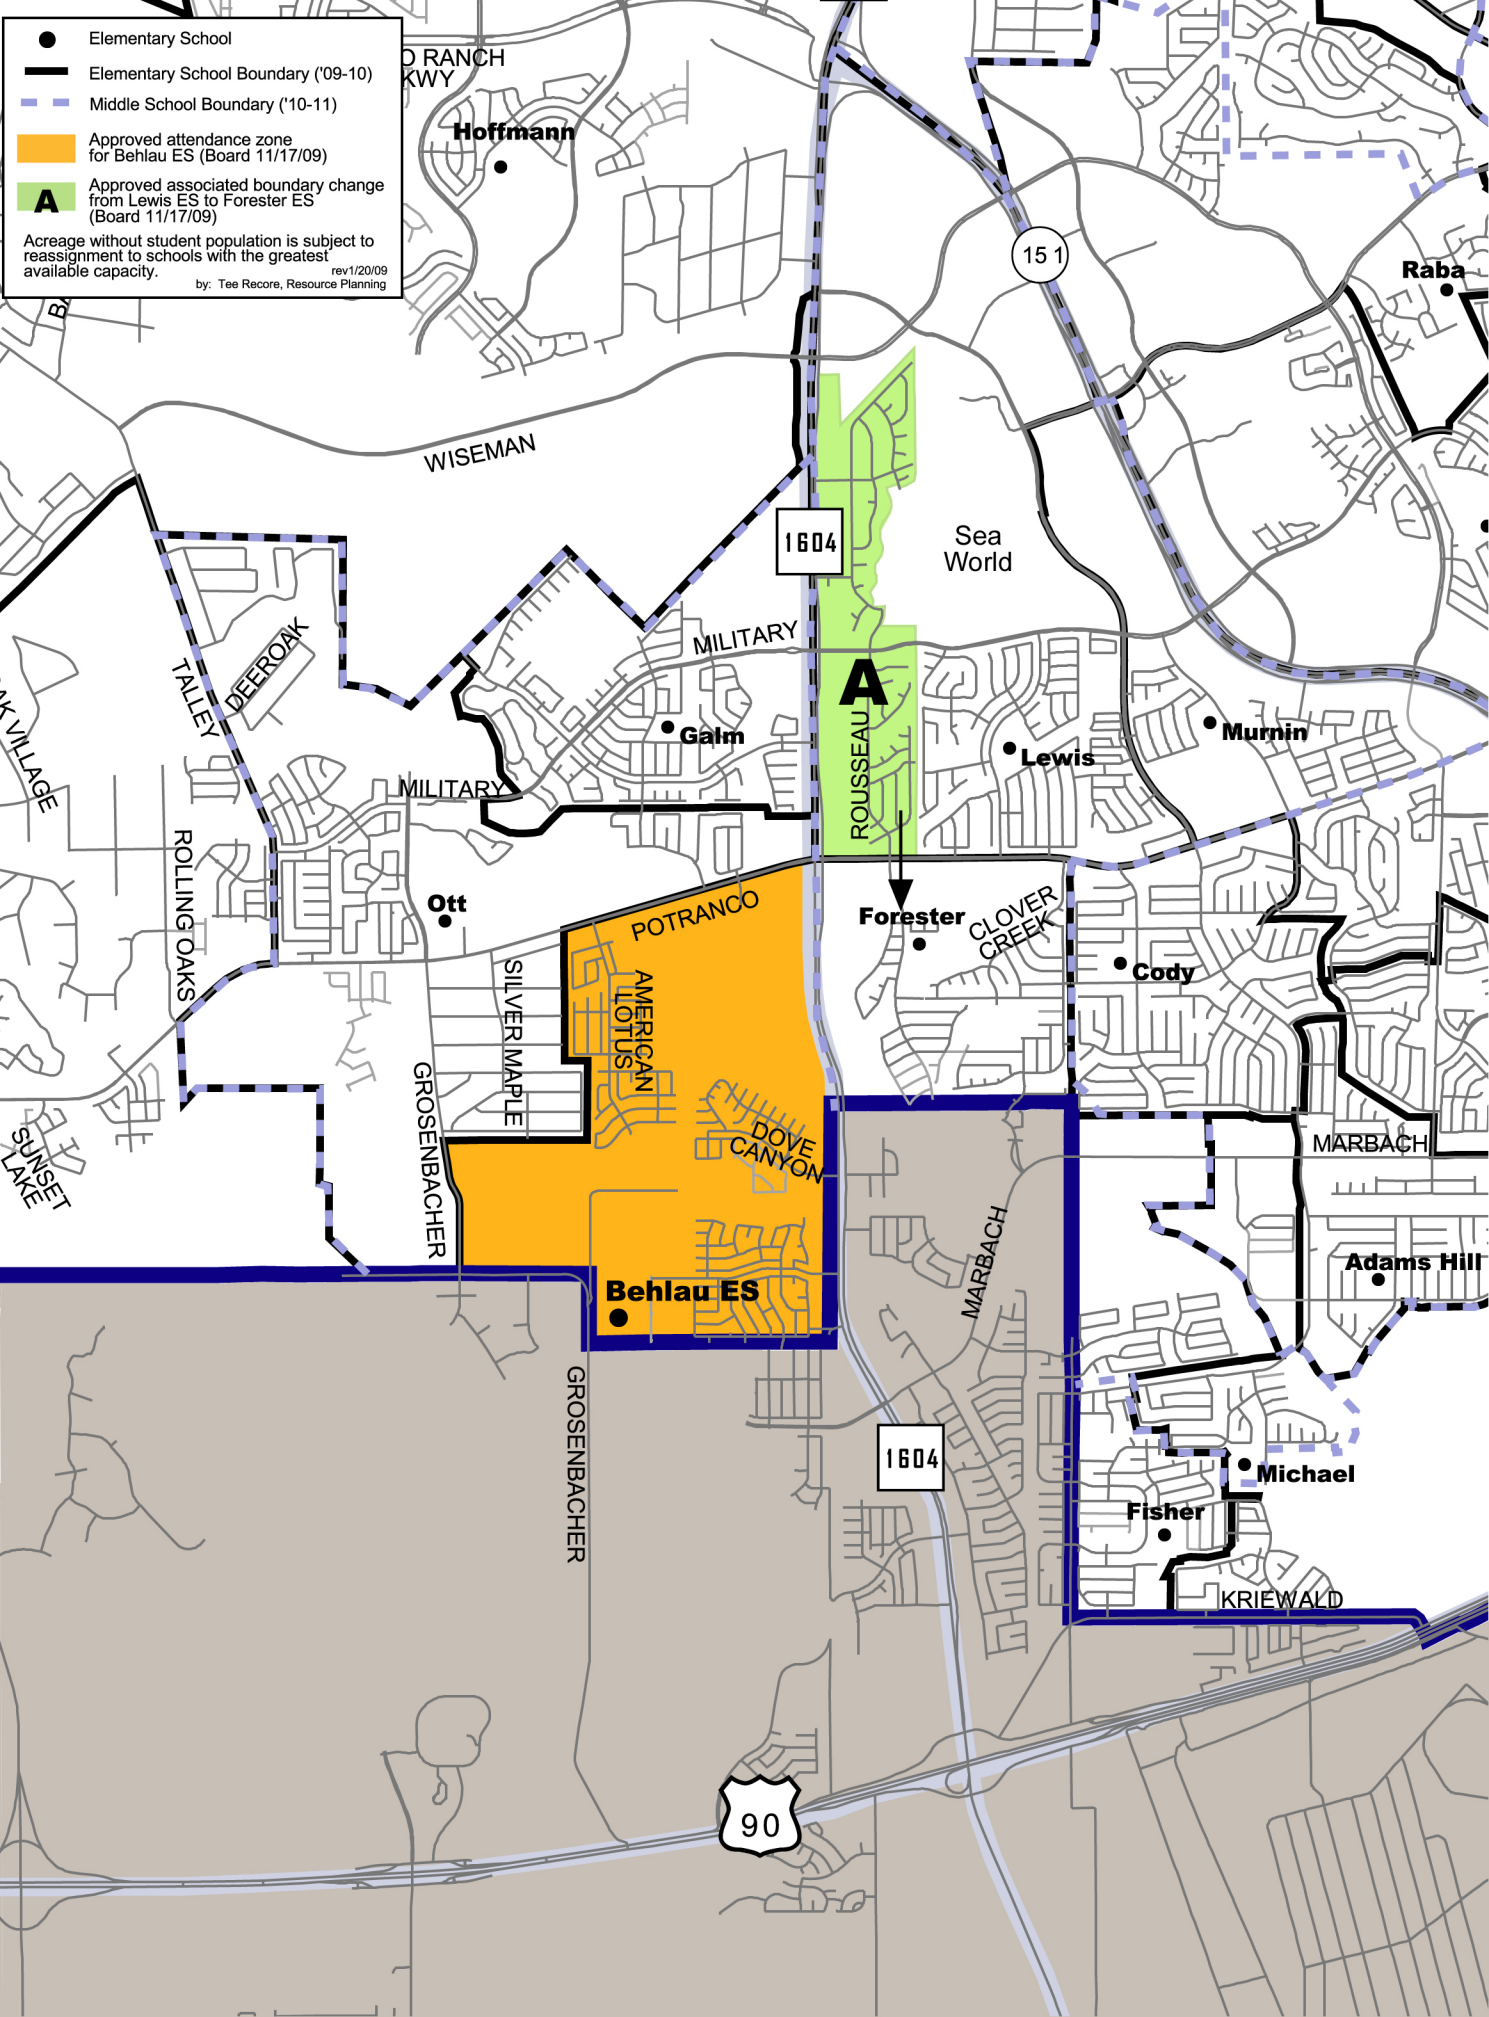 Elementary School
Elementary School Boundary ('09-10)
Middle School Boundary ('10-11)
Approved attendance zone
for Behlau ES (Board 11/17/09)
A
Approved associated boundary change
from Lewis ES to Forester ES
(Board 11/17/09)
Acreage without student population is subject to
reassignment to schools with the greatest
available capacity.
rev1/20/09
by: Tee Recore, Resource Planning
O RANCH
KWY
Hoffmann
151
Raba
WISEMAN
1604
Sea
World
MILITARY
DEEROAK
TALLEY
AK VILLAGE
A
ROUSSEAU
Galm
Lewis
Murnin
MILITARY
ROLLING OAKS
Ott
POTRANCO
Forester
CLOVER
CREEK
Cody
SILVER MAPLE
AMERICAN
LOTUS
GROSENBACHER
DOVE
CANYON
SUNSET
LAKE
MARBACH
MARBACH
Adams Hill
Behlau ES
GROSENBACHER
1604
Michael
Fisher
KRIEWALD
90